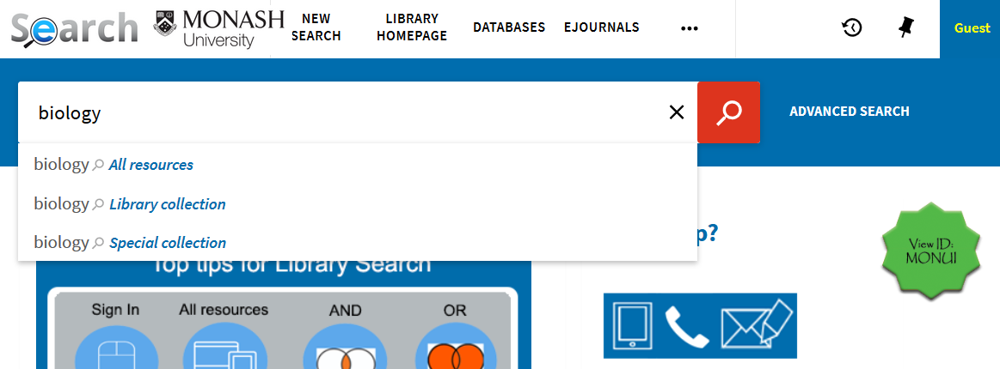 Search
MONASH
University
NEW
SEARCH
LIBRARY
HOMEPAGE
DATABASES
EJOURNALS
Guest
biology
ADVANCED SEARCH
biology All resources
biology Library collection
biology Special collection
p?
View ID:
MONUI
Top tips for Library Search
Sign In
All resources
AND
OR